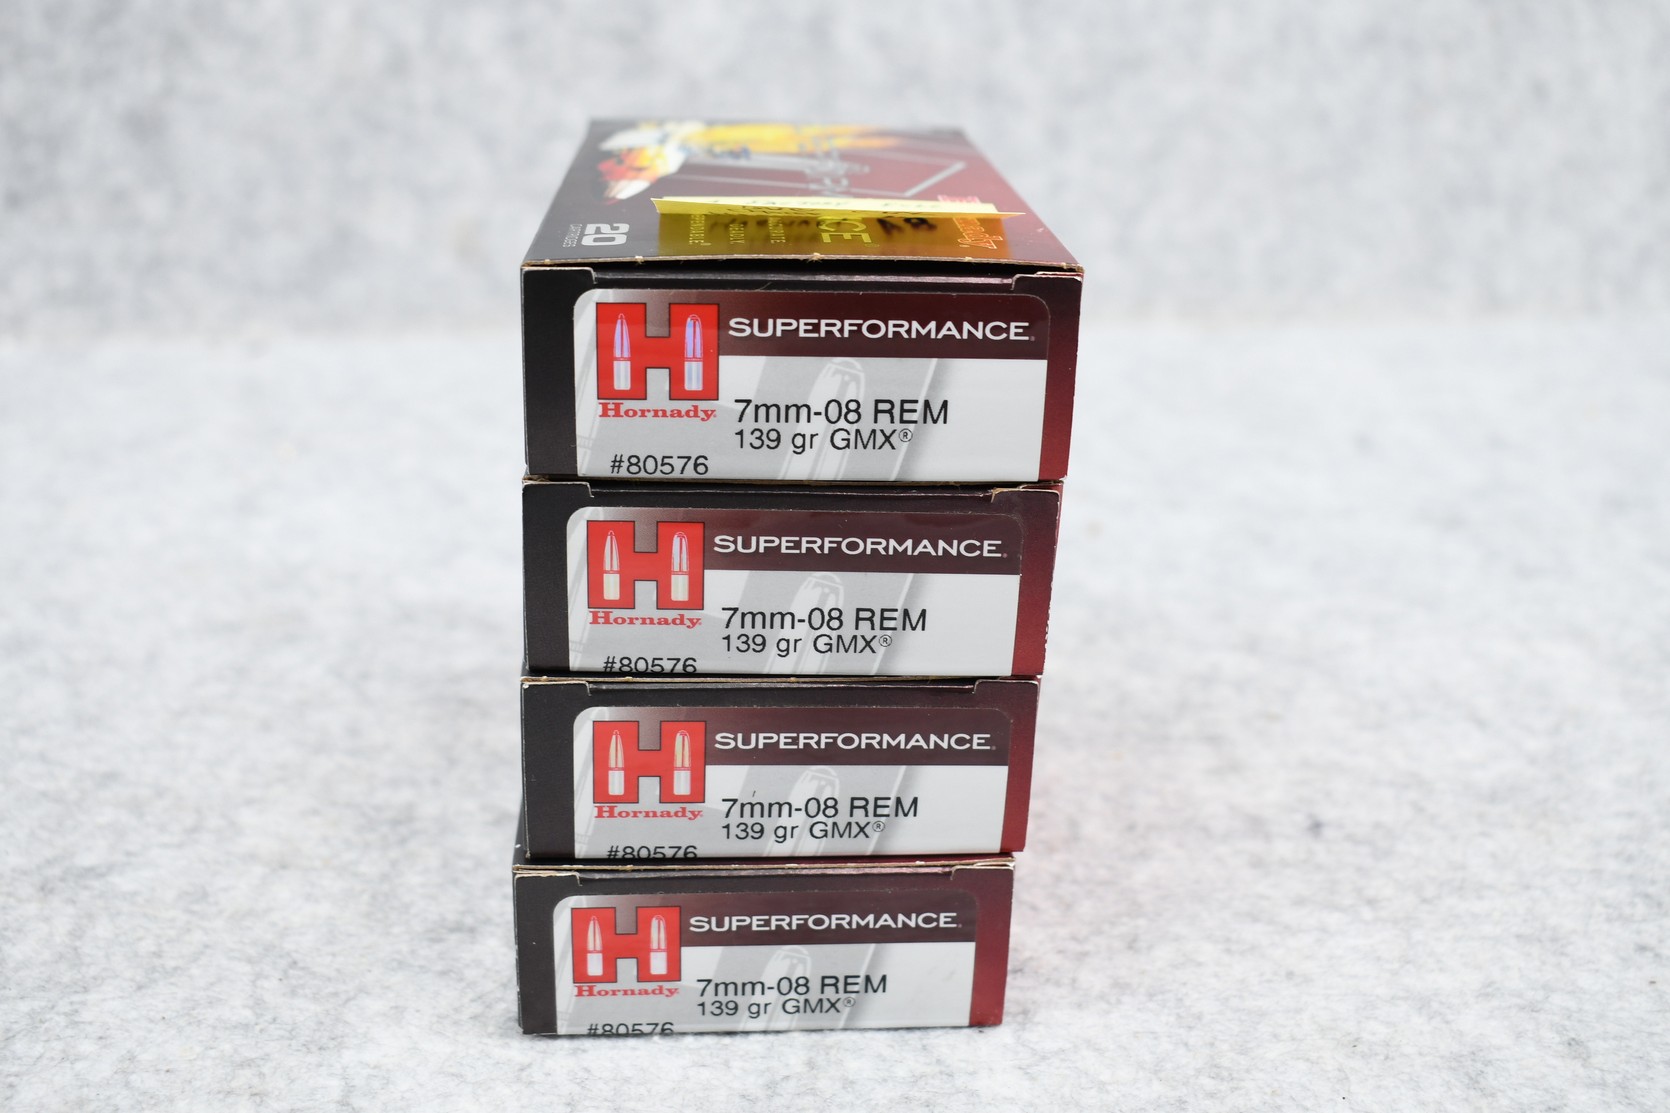 20
CARTRIDGES
SUPERFORMANCE
Hornady
7mm-08 REM
139 gr GMX®
#80576
SUPERFORMANCE
Hornady
7mm-08 REM
139 gr GMX®
#80576
SUPERFORMANCE
Hornady
7mm-08 REM
139 gr GMX®
#80576
SUPERFORMANCE
Hornady
7mm-08 REM
139 gr GMX®
#80576